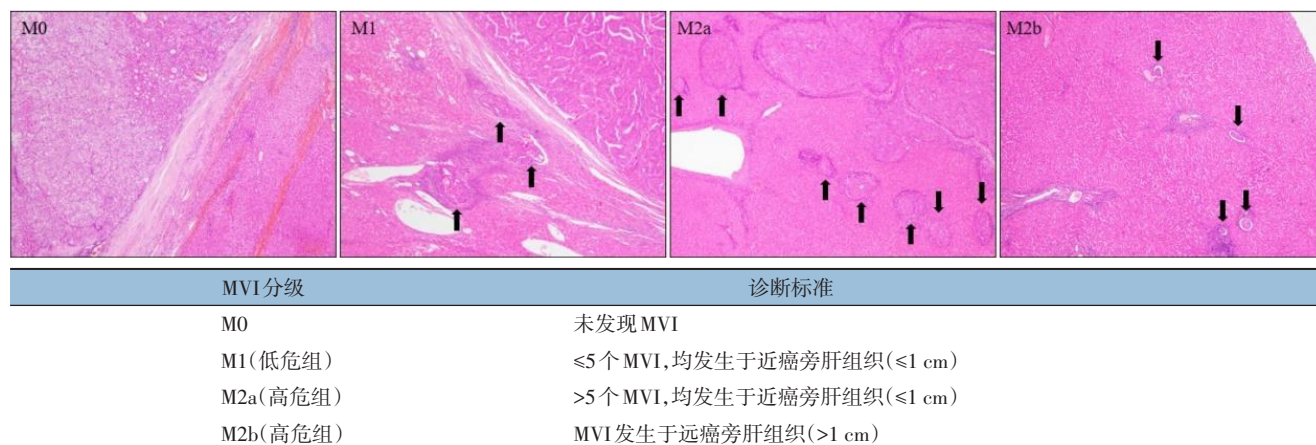 M0 M1 M2a M2b
MVI分级 诊断标准
M0 未发现MVI
M1(低危组) ≤5个MVI,均发生于近癌旁肝组织(≤1 cm)
M2a(高危组) >5个MVI,均发生于近癌旁肝组织(≤1 cm)
M2b(高危组) MVI发生于远癌旁肝组织(>1 cm)